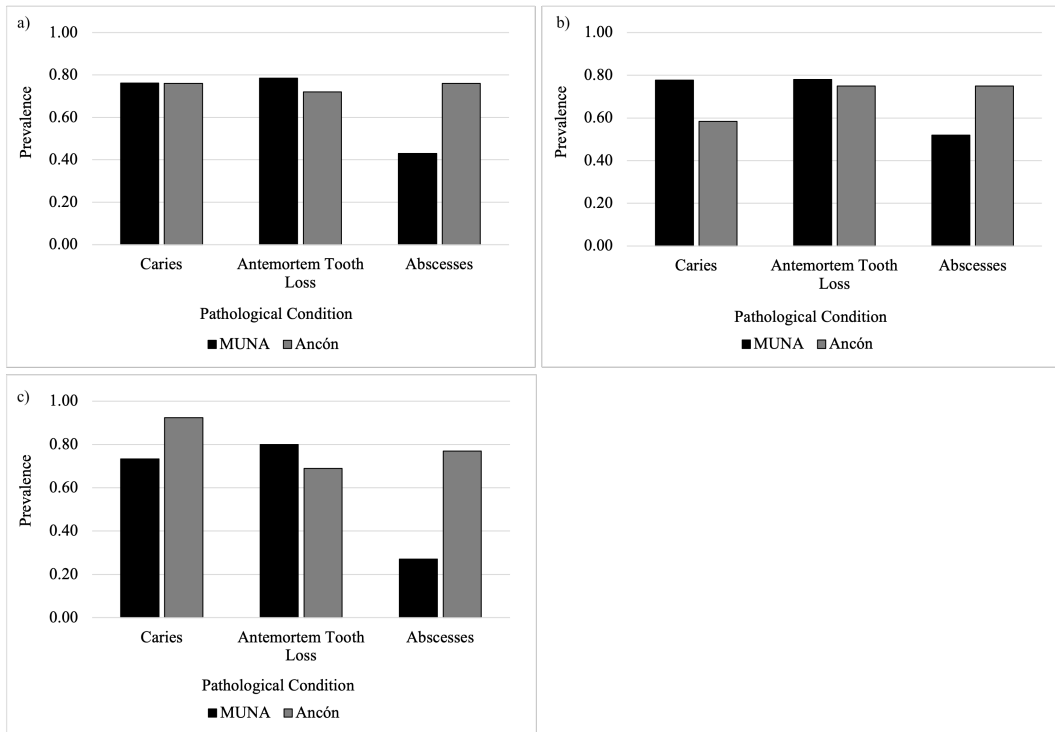 a)
1.00
0.80
0.60
0.40
0.20
0.00
Prevalence
Caries
Antemortem Tooth
Loss
Abscesses
Pathological Condition
MUNA
Ancón
b)
1.00
0.80
0.60
0.40
0.20
0.00
Prevalence
Caries
Antemortem Tooth
Loss
Abscesses
Pathological Condition
MUNA
Ancón
c)
1.00
0.80
0.60
0.40
0.20
0.00
Prevalence
Caries
Antemortem Tooth
Loss
Abscesses
Pathological Condition
MUNA
Ancón